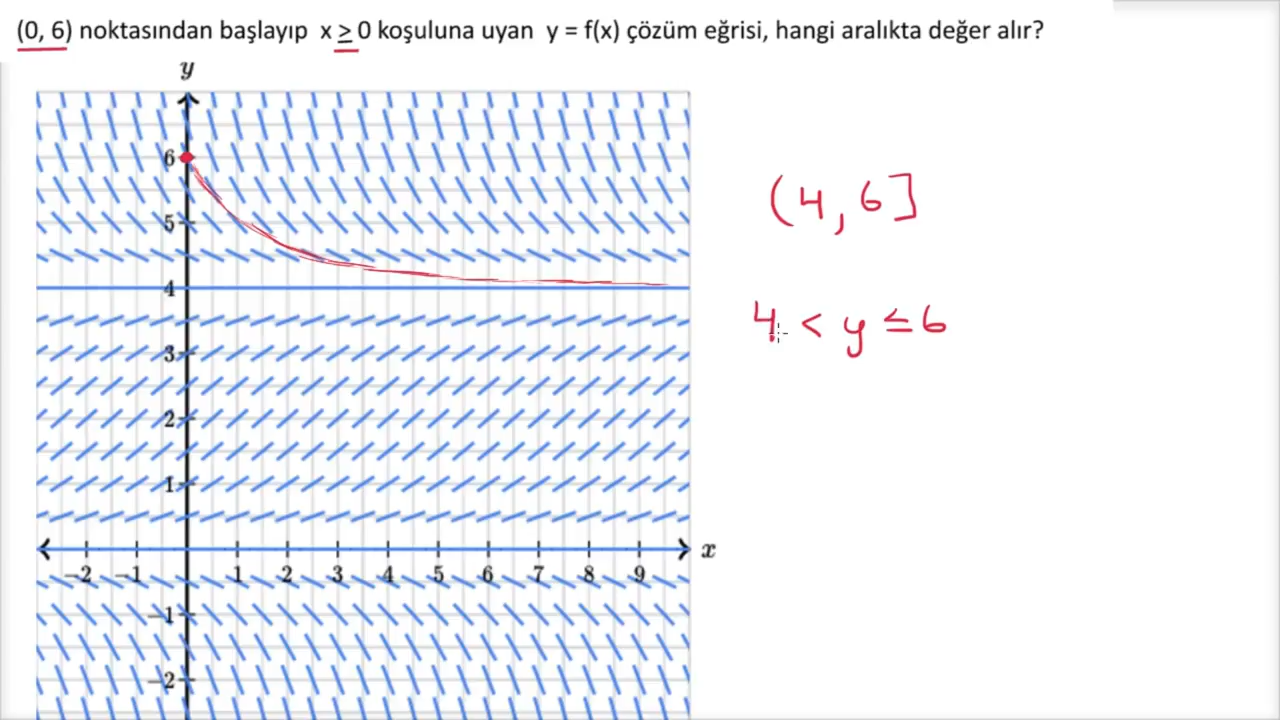 (0, 6) noktasından başlayıp x ≥ 0 koşuluna uyan y = f(x) çözüm eğrisi, hangi aralıkta değer alır?
y
6
5
4
3
2
1
-2 -1 1 2 3 4 5 6 7 8 9 x
-1
-2
(4, 6]
4 < y ≤ 6